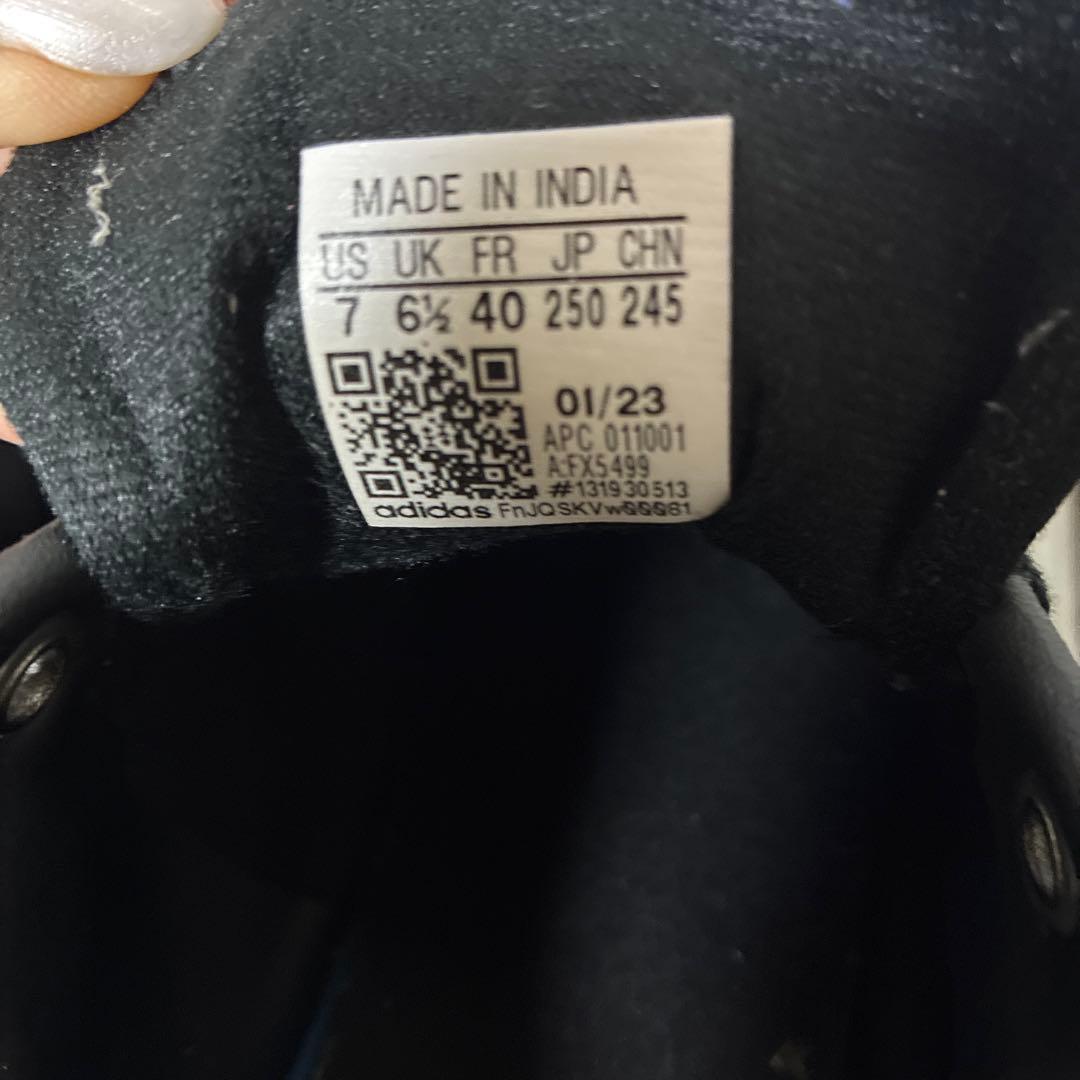 MADE IN INDIA
US UK FR JP CHN
7 6½ 40 250 245
01/23
APC 011001
A:FX5499
#131930513
adidas